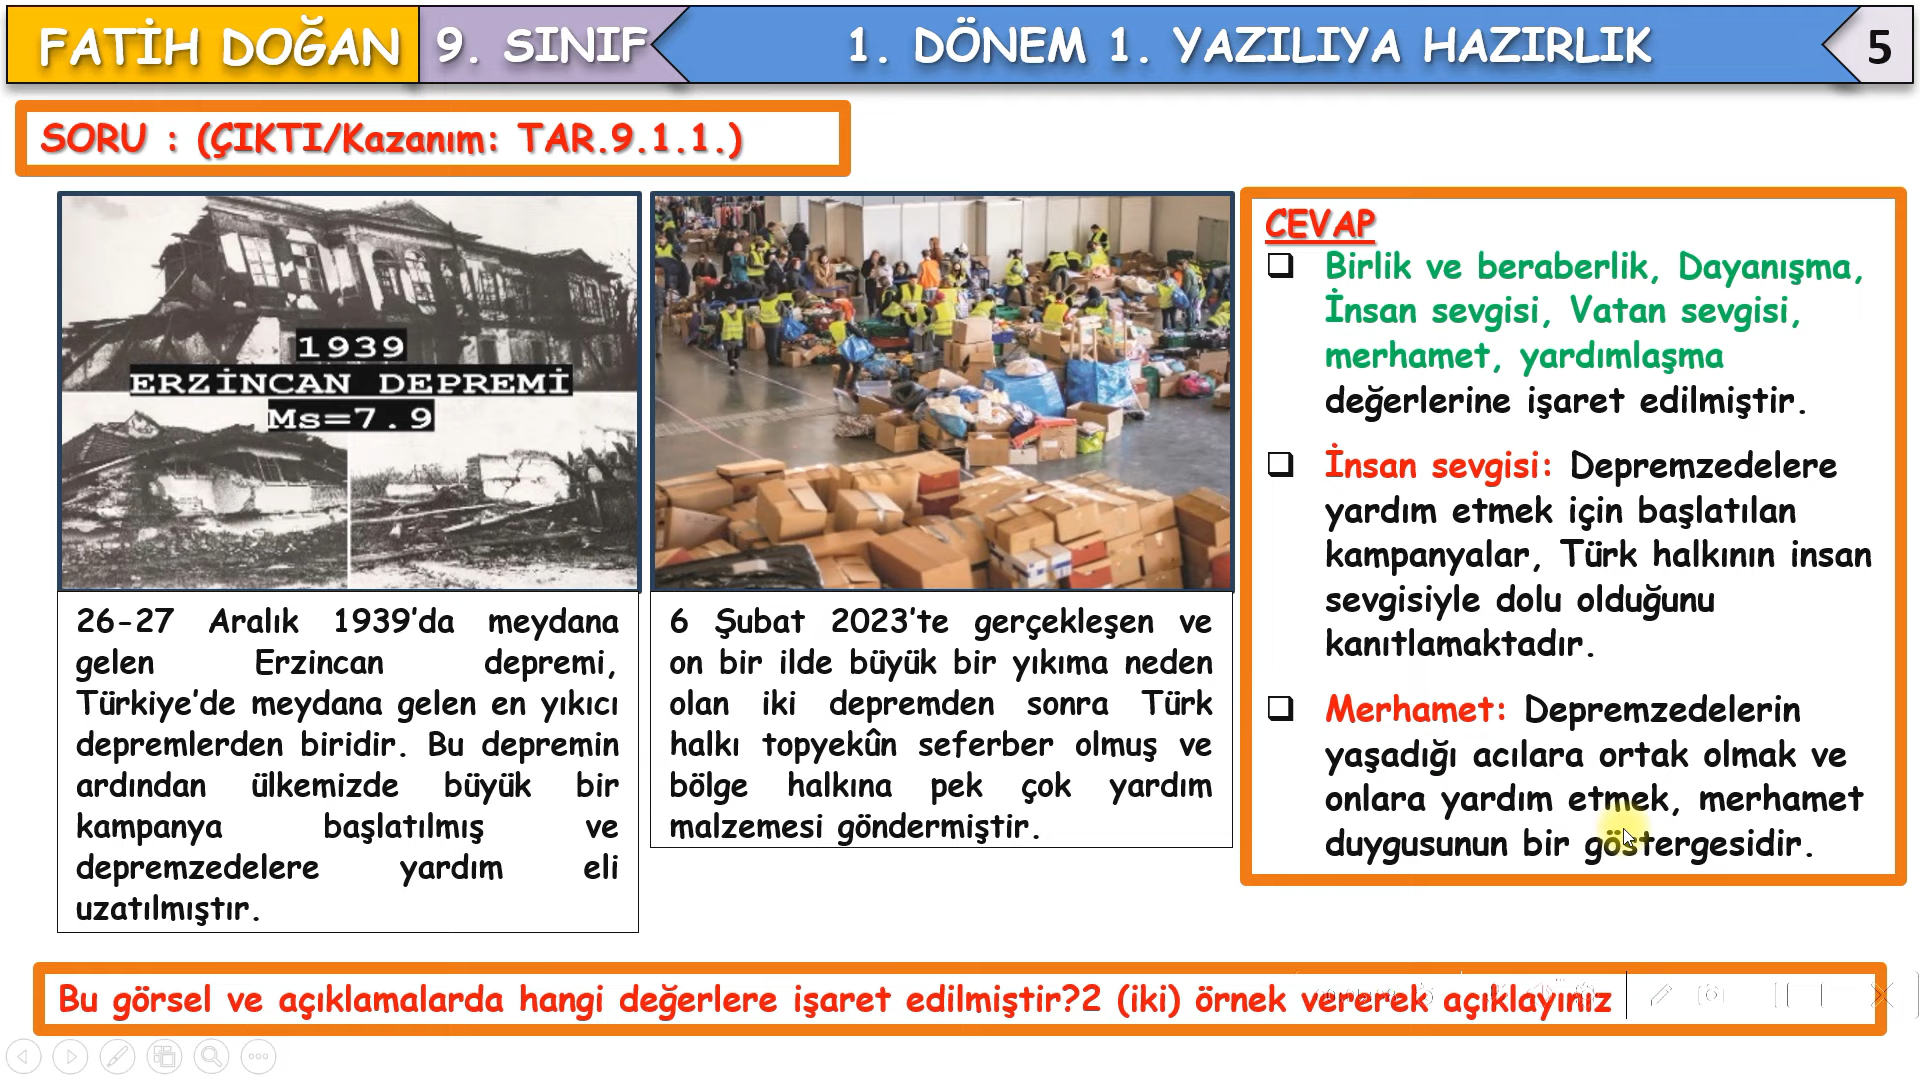 FATİH DOĞAN
9. SINIF
1. DÖNEM 1. YAZILIYA HAZIRLIK
5
SORU : (ÇIKTI/Kazanım: TAR.9.1.1.)
1939
ERZİNCAN DEPREMİ
Ms=7.9
26-27 Aralık 1939’da meydana
gelen Erzincan depremi,
Türkiye’de meydana gelen en yıkıcı
depremlerden biridir. Bu depremin
ardından ülkemizde büyük bir
kampanya başlatılmış ve
depremzedelere yardım eli
uzatılmıştır.
6 Şubat 2023’te gerçekleşen ve
on bir ilde büyük bir yıkıma neden
olan iki depremden sonra Türk
halkı topyekûn seferber olmuş ve
bölge halkına pek çok yardım
malzemesi göndermiştir.
CEVAP
Birlik ve beraberlik, Dayanışma,
İnsan sevgisi, Vatan sevgisi,
merhamet, yardımlaşma
değerlerine işaret edilmiştir.
İnsan sevgisi: Depremzedelere
yardım etmek için başlatılan
kampanyalar, Türk halkının insan
sevgisiyle dolu olduğunu
kanıtlamaktadır.
Merhamet: Depremzedelerin
yaşadığı acılara ortak olmak ve
onlara yardım etmek, merhamet
duygusunun bir göstergesidir.
Bu görsel ve açıklamalarda hangi değerlere işaret edilmiştir?2 (iki) örnek vererek açıklayınız